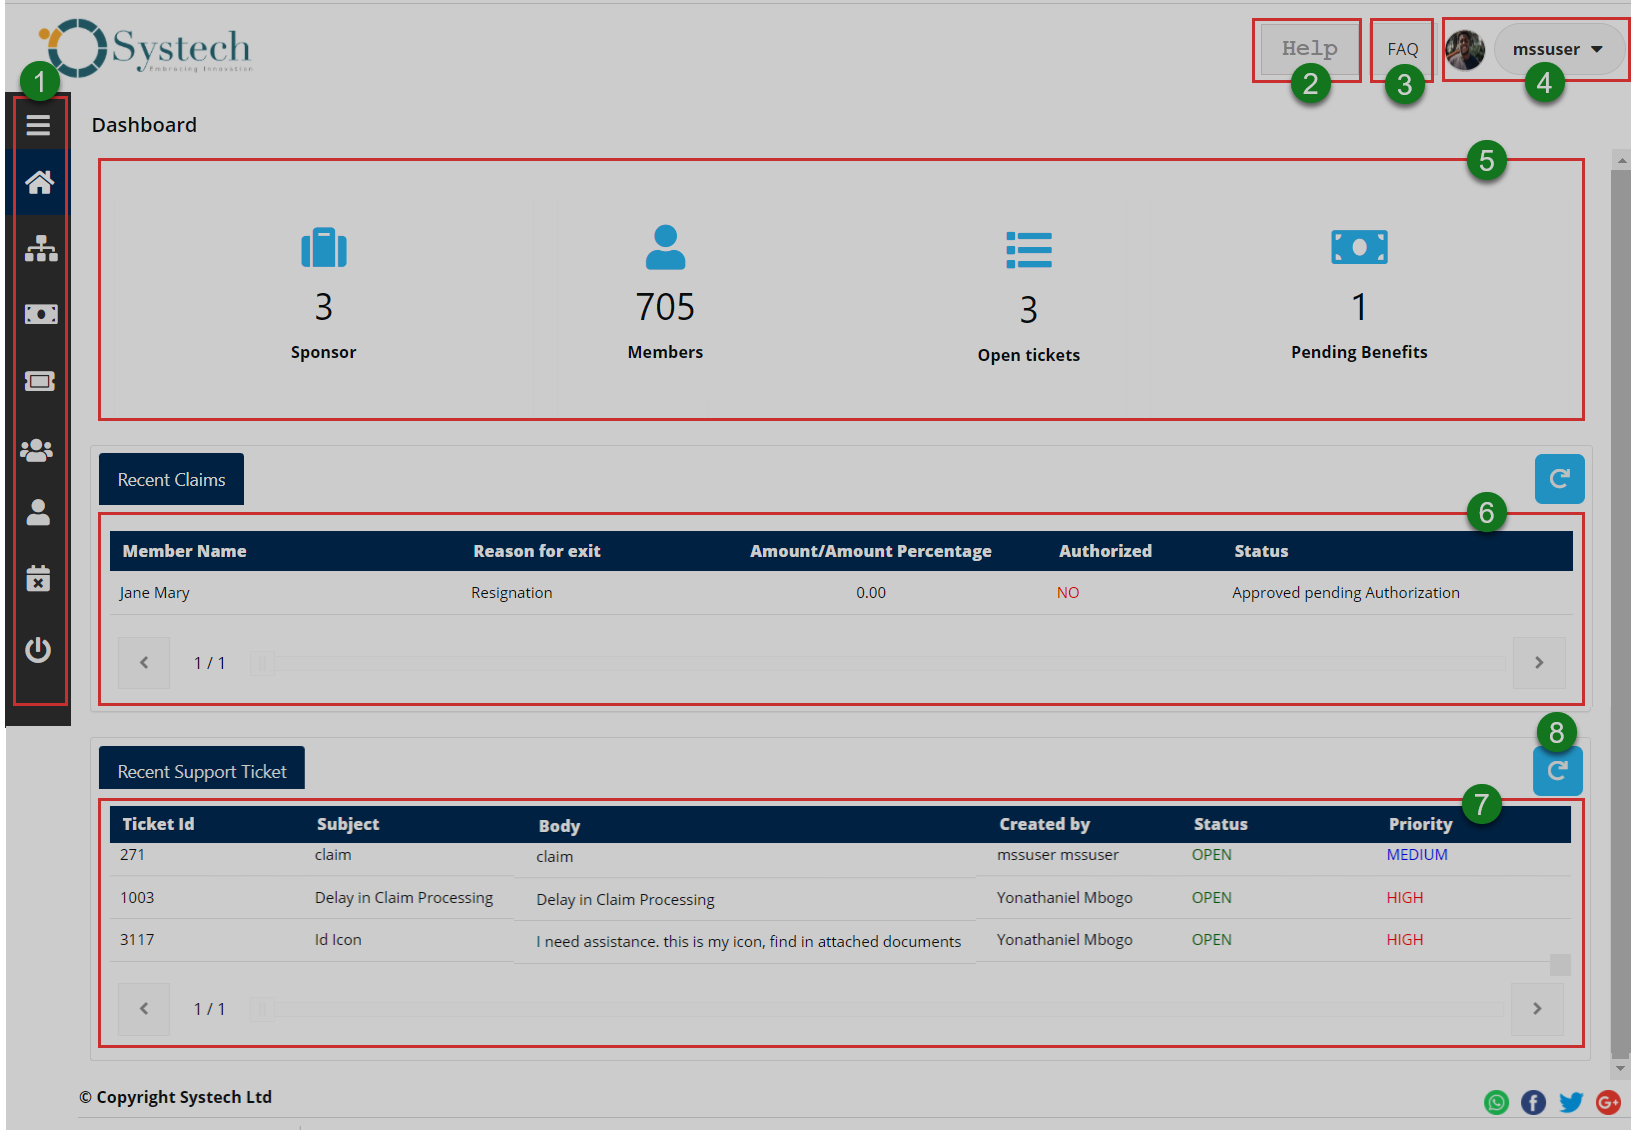 Systech
Embracing Innovation
Help
FAQ
mssuser
1
2
3
4
Dashboard
5
3
705
3
1
Sponsor
Members
Open tickets
Pending Benefits
Recent Claims
6
Member Name Reason for exit Amount/Amount Percentage Authorized Status
Jane Mary Resignation 0.00 NO Approved pending Authorization
1 / 1
8
Recent Support Ticket
7
Ticket Id Subject Body Created by Status Priority
271 claim claim mssuser mssuser OPEN MEDIUM
1003 Delay in Claim Processing Delay in Claim Processing Yonathaniel Mbogo OPEN HIGH
3117 Id Icon I need assistance. this is my icon, find in attached documents Yonathaniel Mbogo OPEN HIGH
1 / 1
© Copyright Systech Ltd